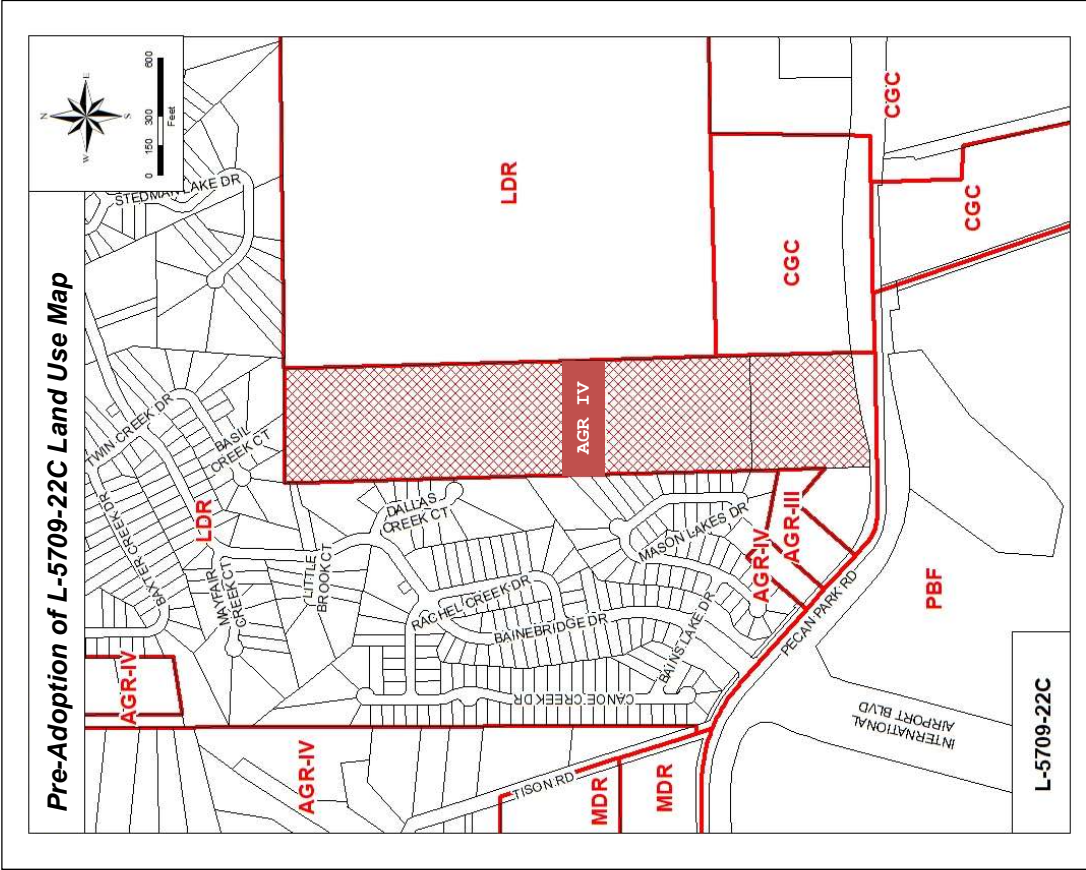 Pre-Adoption of L-5709-22C Land Use Map
N
W
E
S
0 150 300 600
Feet
STEDMAN LAKE DR
TWIN CREEK DR
BASIL
CREEK CT
BAXTER CREEK DR
LDR
LDR
MAYFAIR
CREEK CT
LITTLE
BROOK CT
DALLAS
CREEK CT
AGR-IV
AGR IV
CGC
CGC
CGC
RACHEL CREEK DR
MASON LAKES DR
BAINEBRIDGE DR
BAINS LAKE DR
CANOE CREEK DR
AGR-IV
AGR-III
AGR-IV
TISON RD
MDR
MDR
PECAN PARK RD
PBF
INTERNATIONAL
AIRPORT BLVD
L-5709-22C